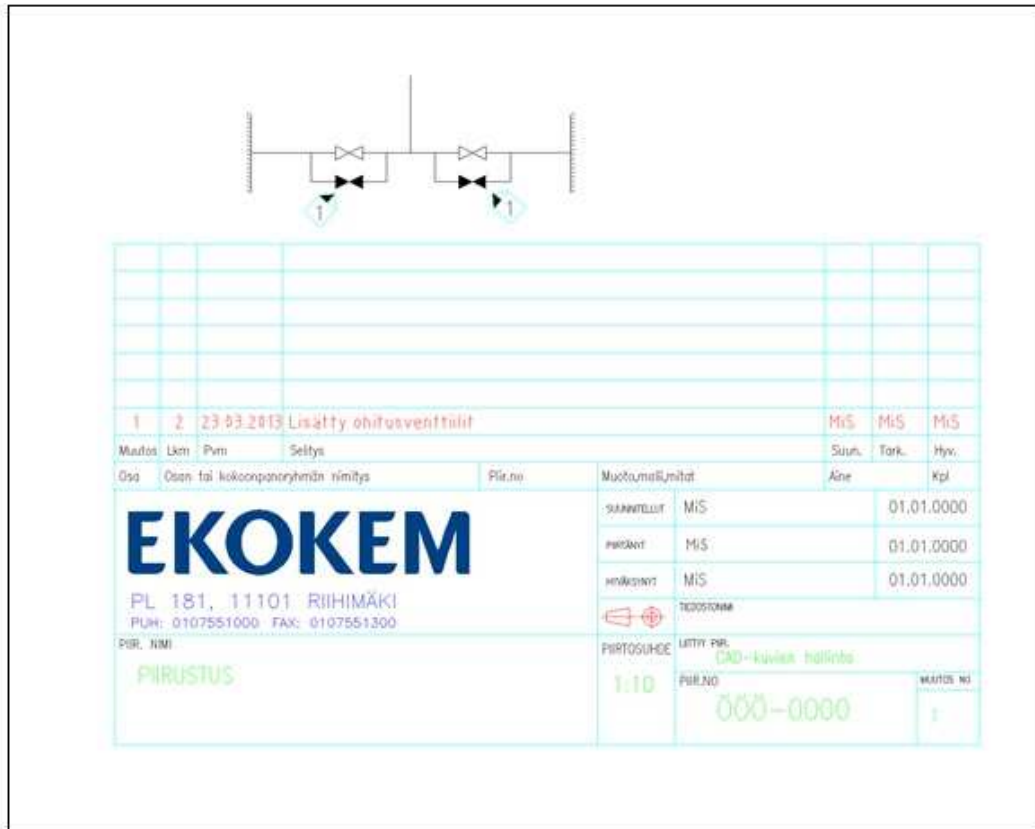 1 1
1 2 23.03.2013 Lisätty ohitusventtiilit MiS MiS MiS
Muutos Lkm Pvm Selitys Suun. Tark. Hyv.
Osa Osan tai kokoonpanoryhmän nimitys Piir.no Muoto,malli,mitat Aine Kpl
EKOKEM
PL 181, 11101 RIIHIMÄKI
PUH: 0107551000 FAX: 0107551300
SUUNNITELLUT MiS 01.01.0000
PIIRTÄNYT MiS 01.01.0000
HYVÄKSYNYT MiS 01.01.0000
TIEDOSTONIMI
PIIR. NIMI
PIIRUSTUS
PIIRTOSUHDE
1:10
LIITTYY PIIR.
CAD-kuvien hallinta
PIIR.NO
ÖÖÖ-0000
MUUTOS NO
1